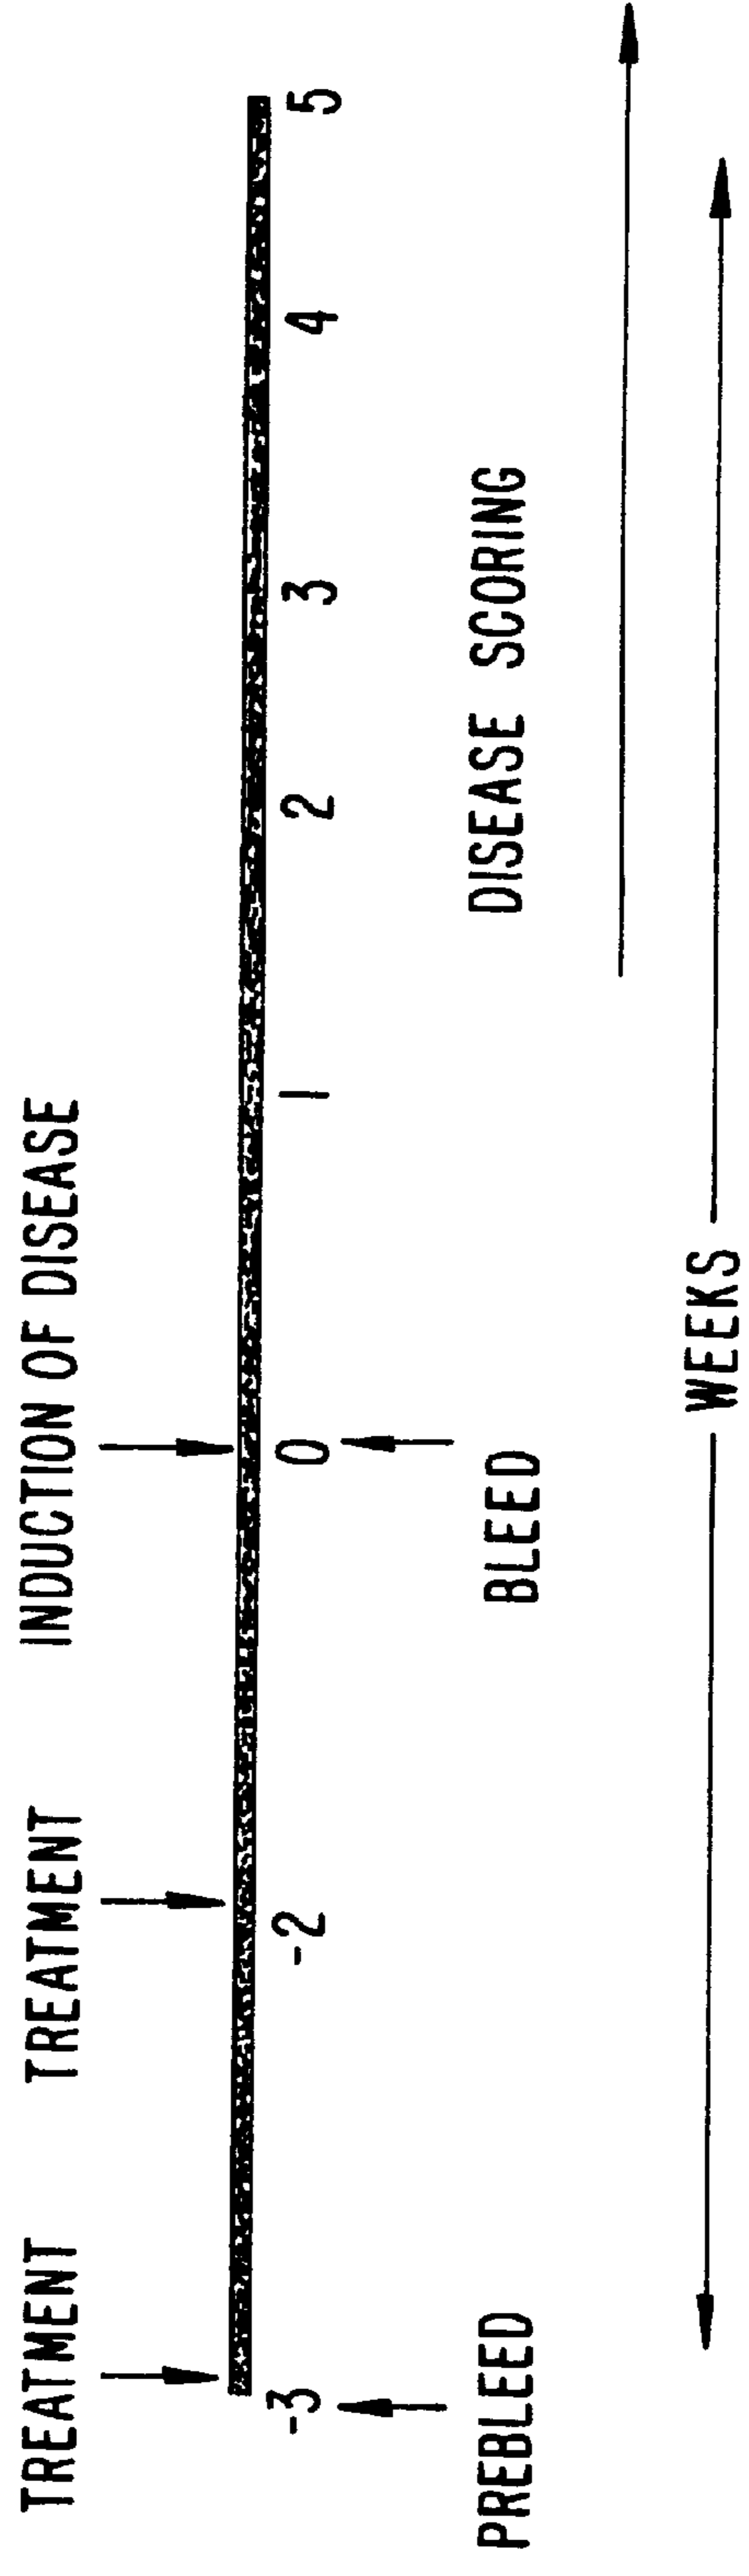 TREATMENT TREATMENT INDUCTION OF DISEASE
-3 -2 0 1 2 3 4 5
PREBLEED BLEED DISEASE SCORING
WEEKS